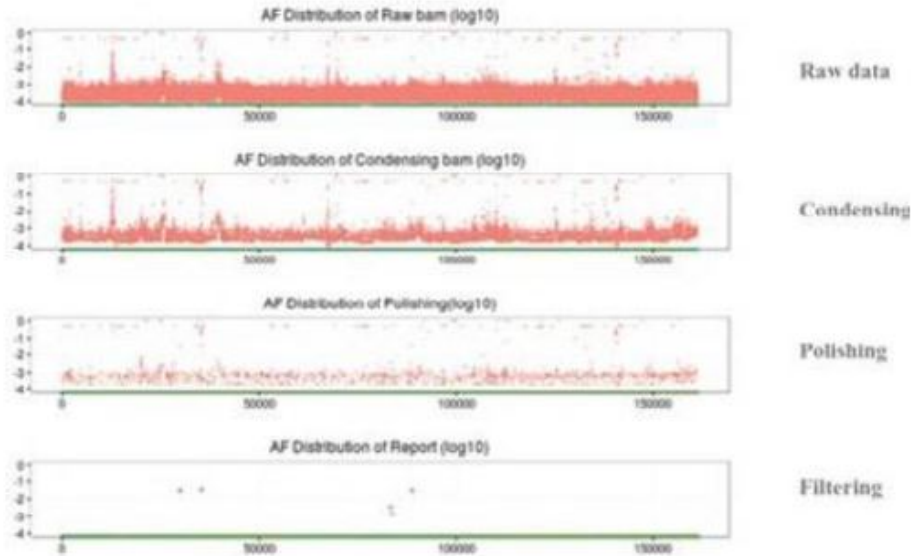 AF Distribution of Raw bam (log10)
0
-1
-2
-3
-4
0 50000 100000 150000
Raw data
AF Distribution of Condensing bam (log10)
0
-1
-2
-3
-4
0 50000 100000 150000
Condensing
AF Distribution of Polishing(log10)
0
-1
-2
-3
-4
0 50000 100000 150000
Polishing
AF Distribution of Report (log10)
0
-1
-2
-3
-4
0 50000 100000 150000
Filtering